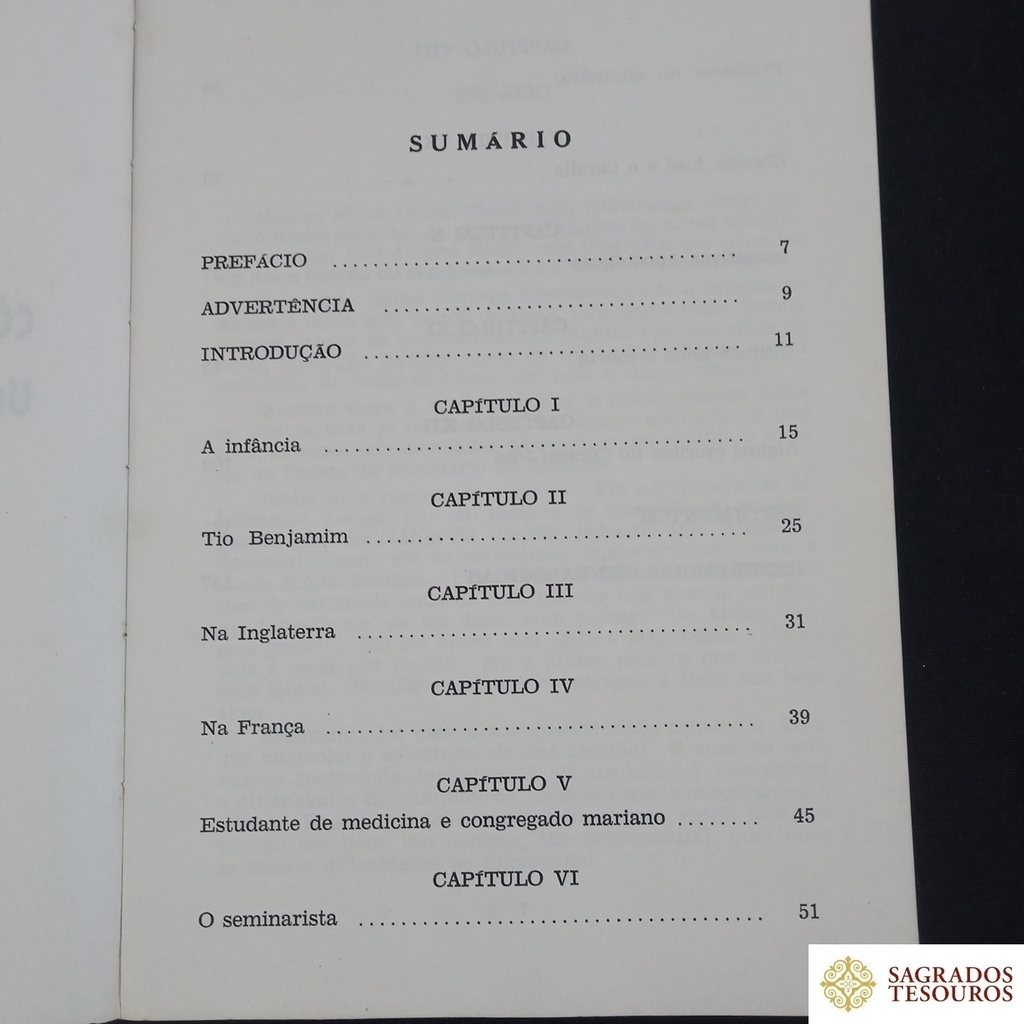 SUMÁRIO
PREFÁCIO ........................................ 7
ADVERTÊNCIA .................................. 9
INTRODUÇÃO .................................... 11
CAPÍTULO I
A infância ........................................ 15
CAPÍTULO II
Tio Benjamim .................................... 25
CAPÍTULO III
Na Inglaterra .................................... 31
CAPÍTULO IV
Na França ........................................ 39
CAPÍTULO V
Estudante de medicina e congregado mariano ........ 45
CAPÍTULO VI
O seminarista .................................... 51
SAGRADOS
TESOUROS